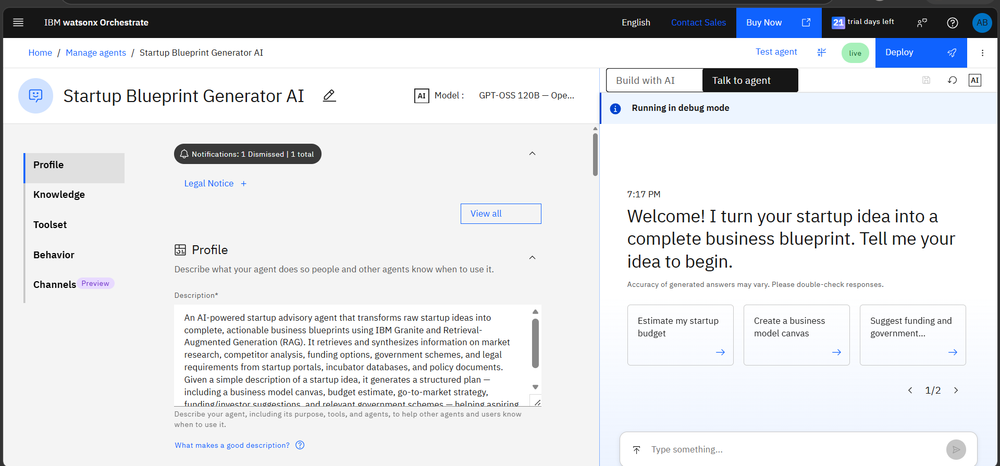 IBM watsonx Orchestrate
English
Contact Sales
Buy Now
21 trial days left
AB
Home / Manage agents / Startup Blueprint Generator AI
Test agent
live
Deploy
Startup Blueprint Generator AI
AI Model : GPT-OSS 120B — Ope...
Build with AI
Talk to agent
AI
Running in debug mode
Profile
Knowledge
Toolset
Behavior
Channels Preview
Notifications: 1 Dismissed | 1 total
Legal Notice +
View all
Profile
Describe what your agent does so people and other agents know when to use it.
Description*
An AI-powered startup advisory agent that transforms raw startup ideas into
complete, actionable business blueprints using IBM Granite and Retrieval-
Augmented Generation (RAG). It retrieves and synthesizes information on market
research, competitor analysis, funding options, government schemes, and legal
requirements from startup portals, incubator databases, and policy documents.
Given a simple description of a startup idea, it generates a structured plan —
including a business model canvas, budget estimate, go-to-market strategy,
funding/investor suggestions, and relevant government schemes — helping aspiring
Describe your agent, including its purpose, tools, and agents, to help other agents and users know
when to use it.
What makes a good description?
7:17 PM
Welcome! I turn your startup idea into a
complete business blueprint. Tell me your
idea to begin.
Accuracy of generated answers may vary. Please double-check responses.
Estimate my startup
budget
Create a business
model canvas
Suggest funding and
government...
1/2
Type something...